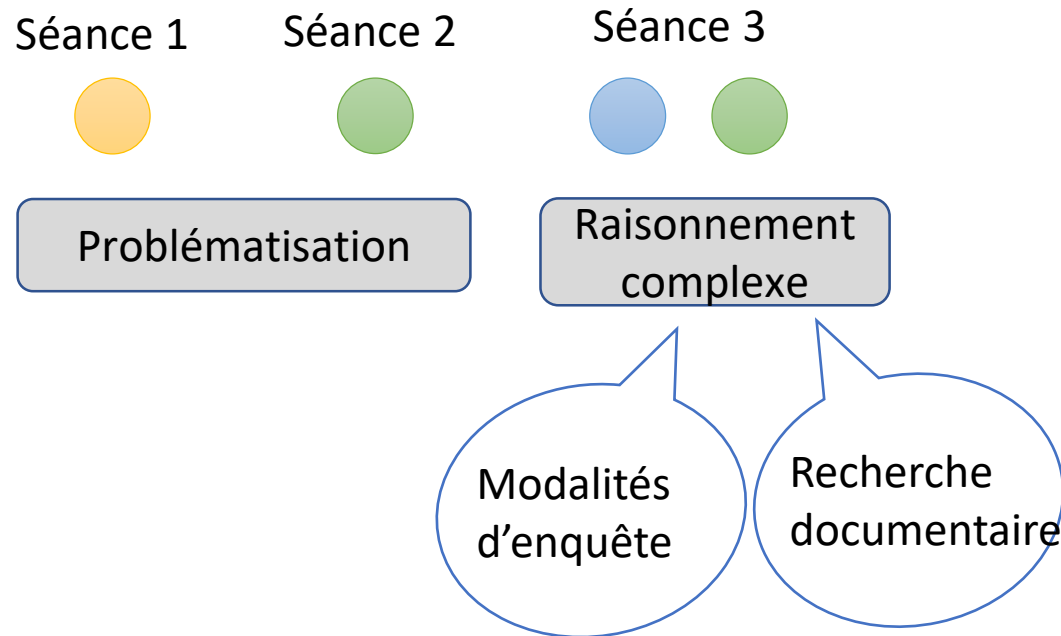 Séance 1
Séance 2
Séance 3
Problématisation
Raisonnement
complexe
Modalités
d’enquête
Recherche
documentaire